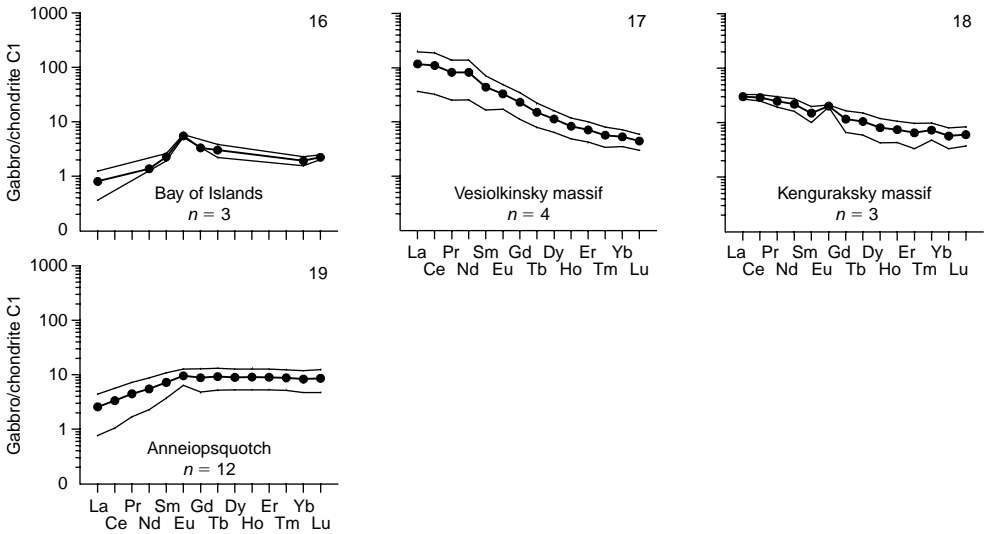 Gabbro/chondrite C1
1000
100
10
1
0
16
Bay of Islands
n = 3
17
Vesiolkinsky massif
n = 4
La Pr Sm Gd Dy Er Yb
Ce Nd Eu Tb Ho Tm Lu
18
Kenguraksky massif
n = 3
La Pr Sm Gd Dy Er Yb
Ce Nd Eu Tb Ho Tm Lu
Gabbro/chondrite C1
1000
100
10
1
0
19
Anneiopsquotch
n = 12
La Pr Sm Gd Dy Er Yb
Ce Nd Eu Tb Ho Tm Lu